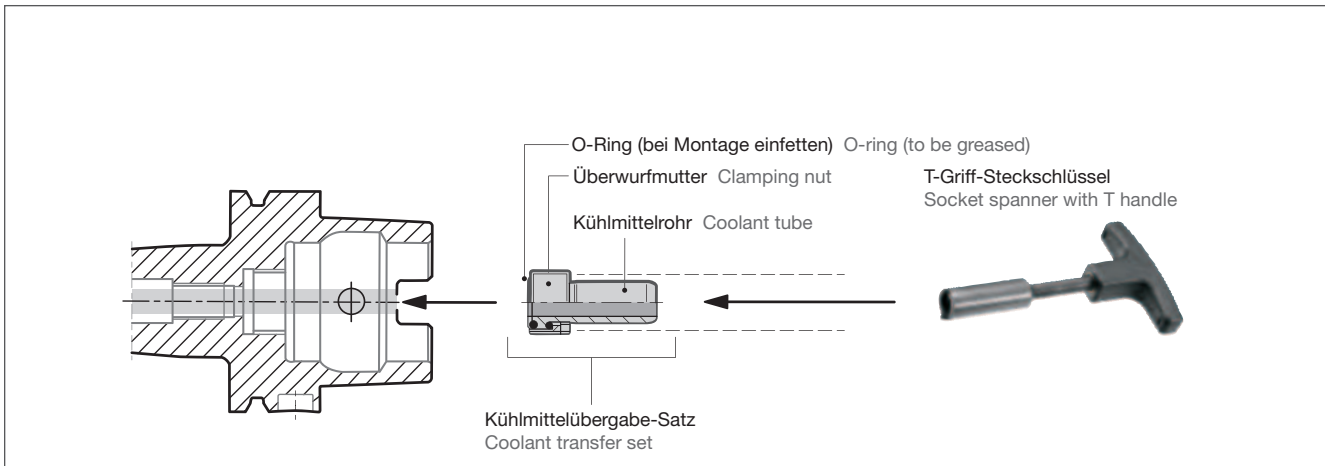 O-Ring (bei Montage einfetten) O-ring (to be greased)
Überwurfmutter Clamping nut
Kühlmittelrohr Coolant tube
T-Griff-Steckschlüssel
Socket spanner with T handle
Kühlmittelübergabe-Satz
Coolant transfer set